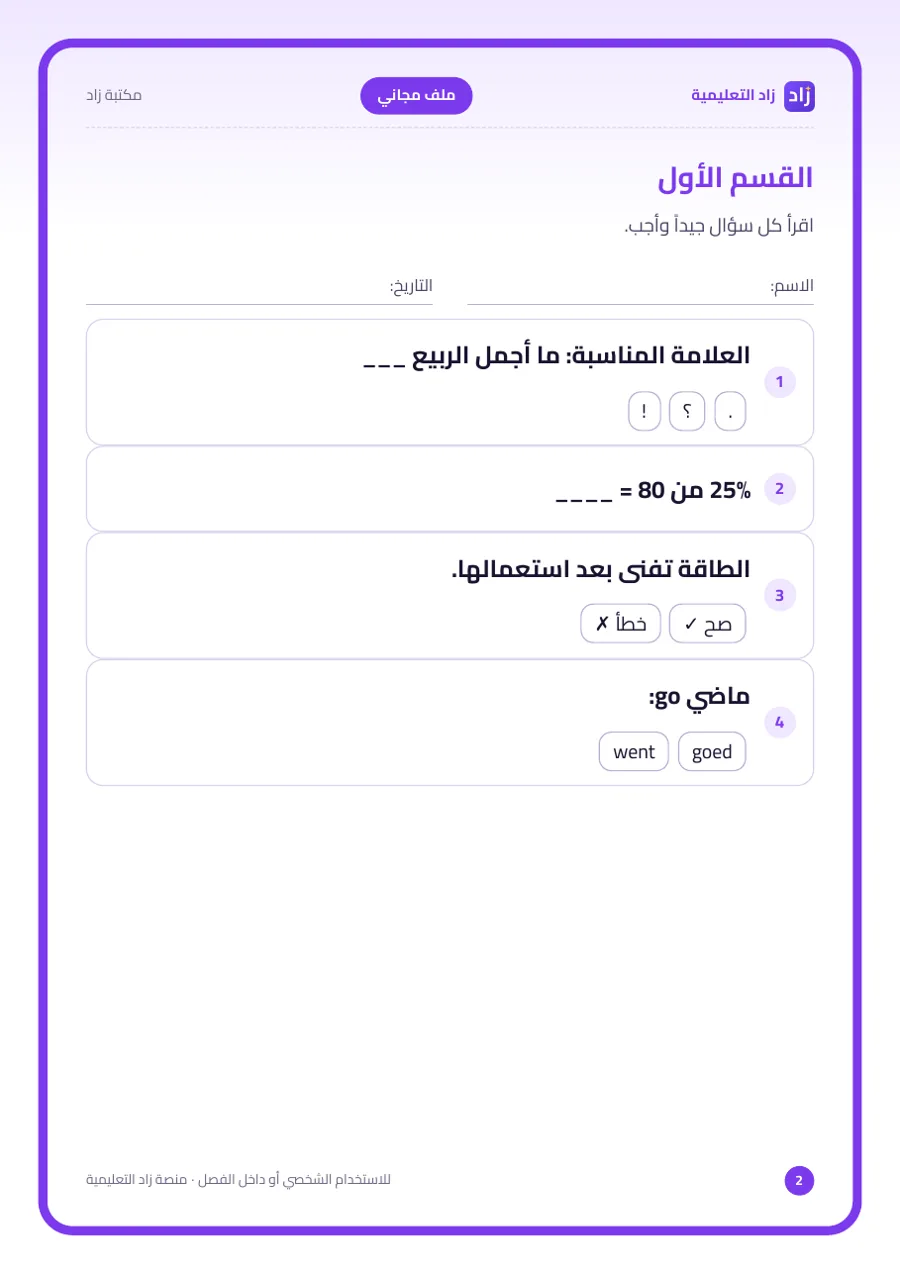 زاد زاد التعليمية
ملف مجاني
مكتبة زاد
القسم الأول
اقرأ كل سؤال جيداً وأجب.
الاسم:
التاريخ:
1
العلامة المناسبة: ما أجمل الربيع ___
. ؟ !
2
25% من 80 = ____
3
الطاقة تفنى بعد استعمالها.
صح ✓ خطأ ✗
4
ماضي go:
goed went
2
للاستخدام الشخصي أو داخل الفصل · منصة زاد التعليمية